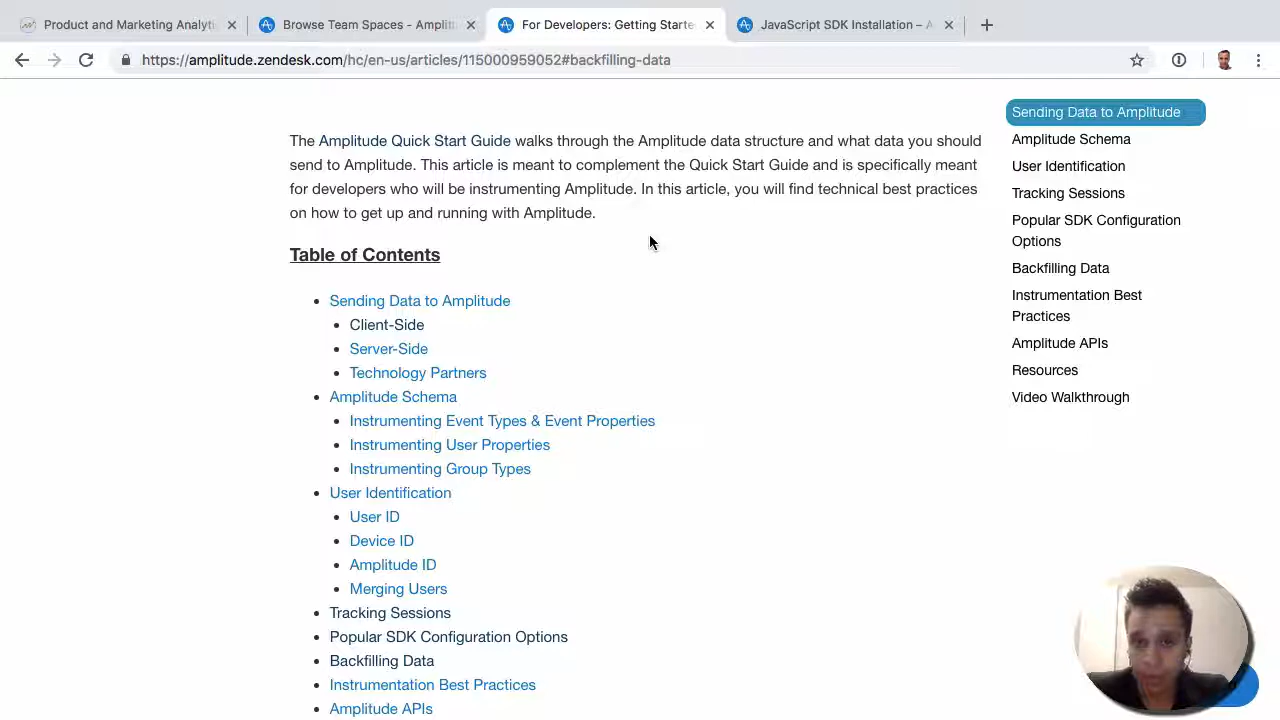 Product and Marketing Analyti
Browse Team Spaces - Amplit
For Developers: Getting Starte
JavaScript SDK Installation – A
https://amplitude.zendesk.com/hc/en-us/articles/115000959052#backfilling-data
The Amplitude Quick Start Guide walks through the Amplitude data structure and what data you should
send to Amplitude. This article is meant to complement the Quick Start Guide and is specifically meant
for developers who will be instrumenting Amplitude. In this article, you will find technical best practices
on how to get up and running with Amplitude.
Table of Contents
Sending Data to Amplitude
Client-Side
Server-Side
Technology Partners
Amplitude Schema
Instrumenting Event Types & Event Properties
Instrumenting User Properties
Instrumenting Group Types
User Identification
User ID
Device ID
Amplitude ID
Merging Users
Tracking Sessions
Popular SDK Configuration Options
Backfilling Data
Instrumentation Best Practices
Amplitude APIs
Sending Data to Amplitude
Amplitude Schema
User Identification
Tracking Sessions
Popular SDK Configuration
Options
Backfilling Data
Instrumentation Best
Practices
Amplitude APIs
Resources
Video Walkthrough